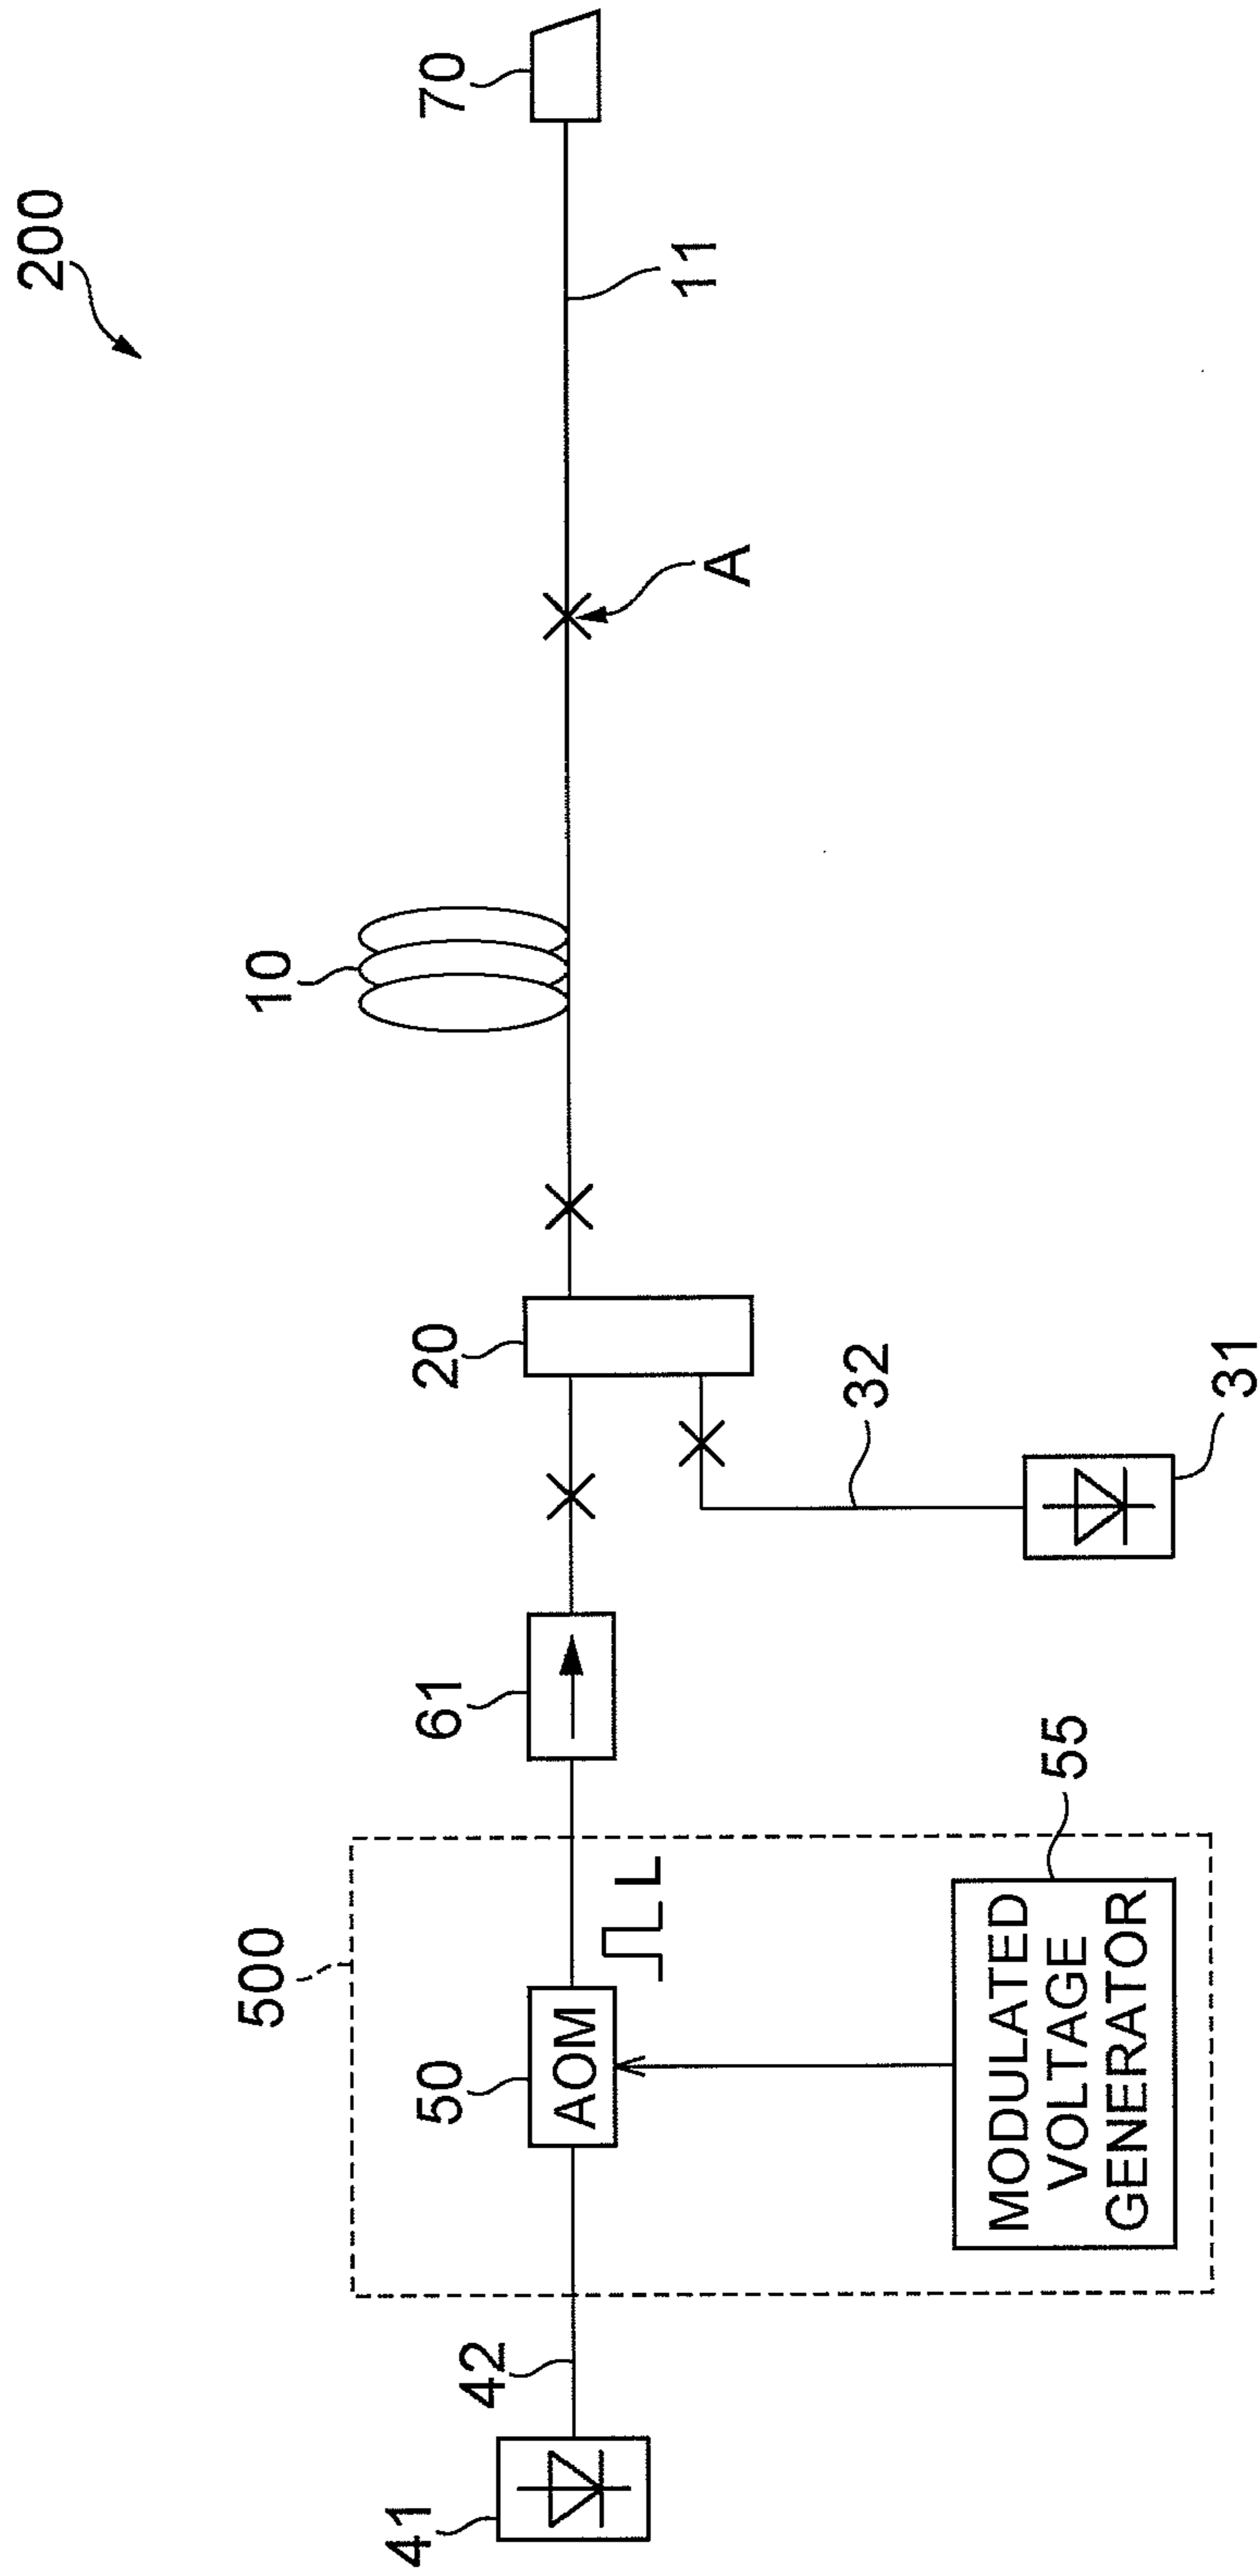 200
70
11
A
10
20
32
31
61
500
50
AOM
L
55
MODULATED
VOLTAGE
GENERATOR
42
41